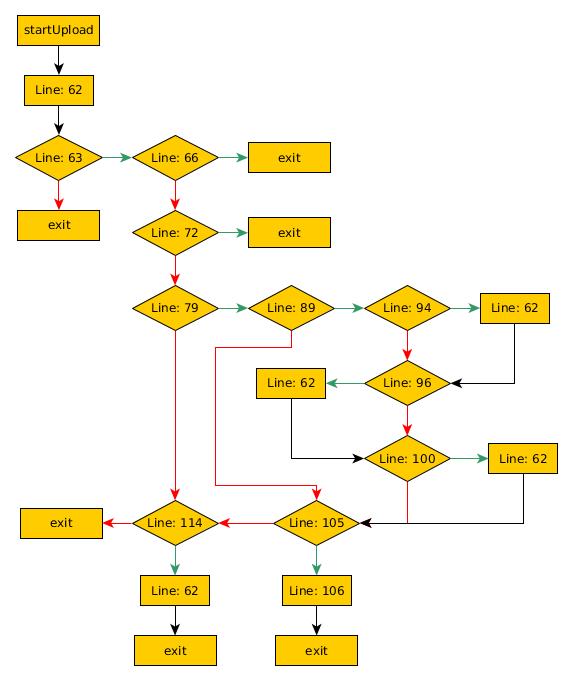 startUpload
Line: 62
Line: 63
Line: 66
exit
exit
Line: 72
exit
Line: 79
Line: 89
Line: 94
Line: 62
Line: 62
Line: 96
Line: 100
Line: 62
exit
Line: 114
Line: 105
Line: 62
Line: 106
exit
exit